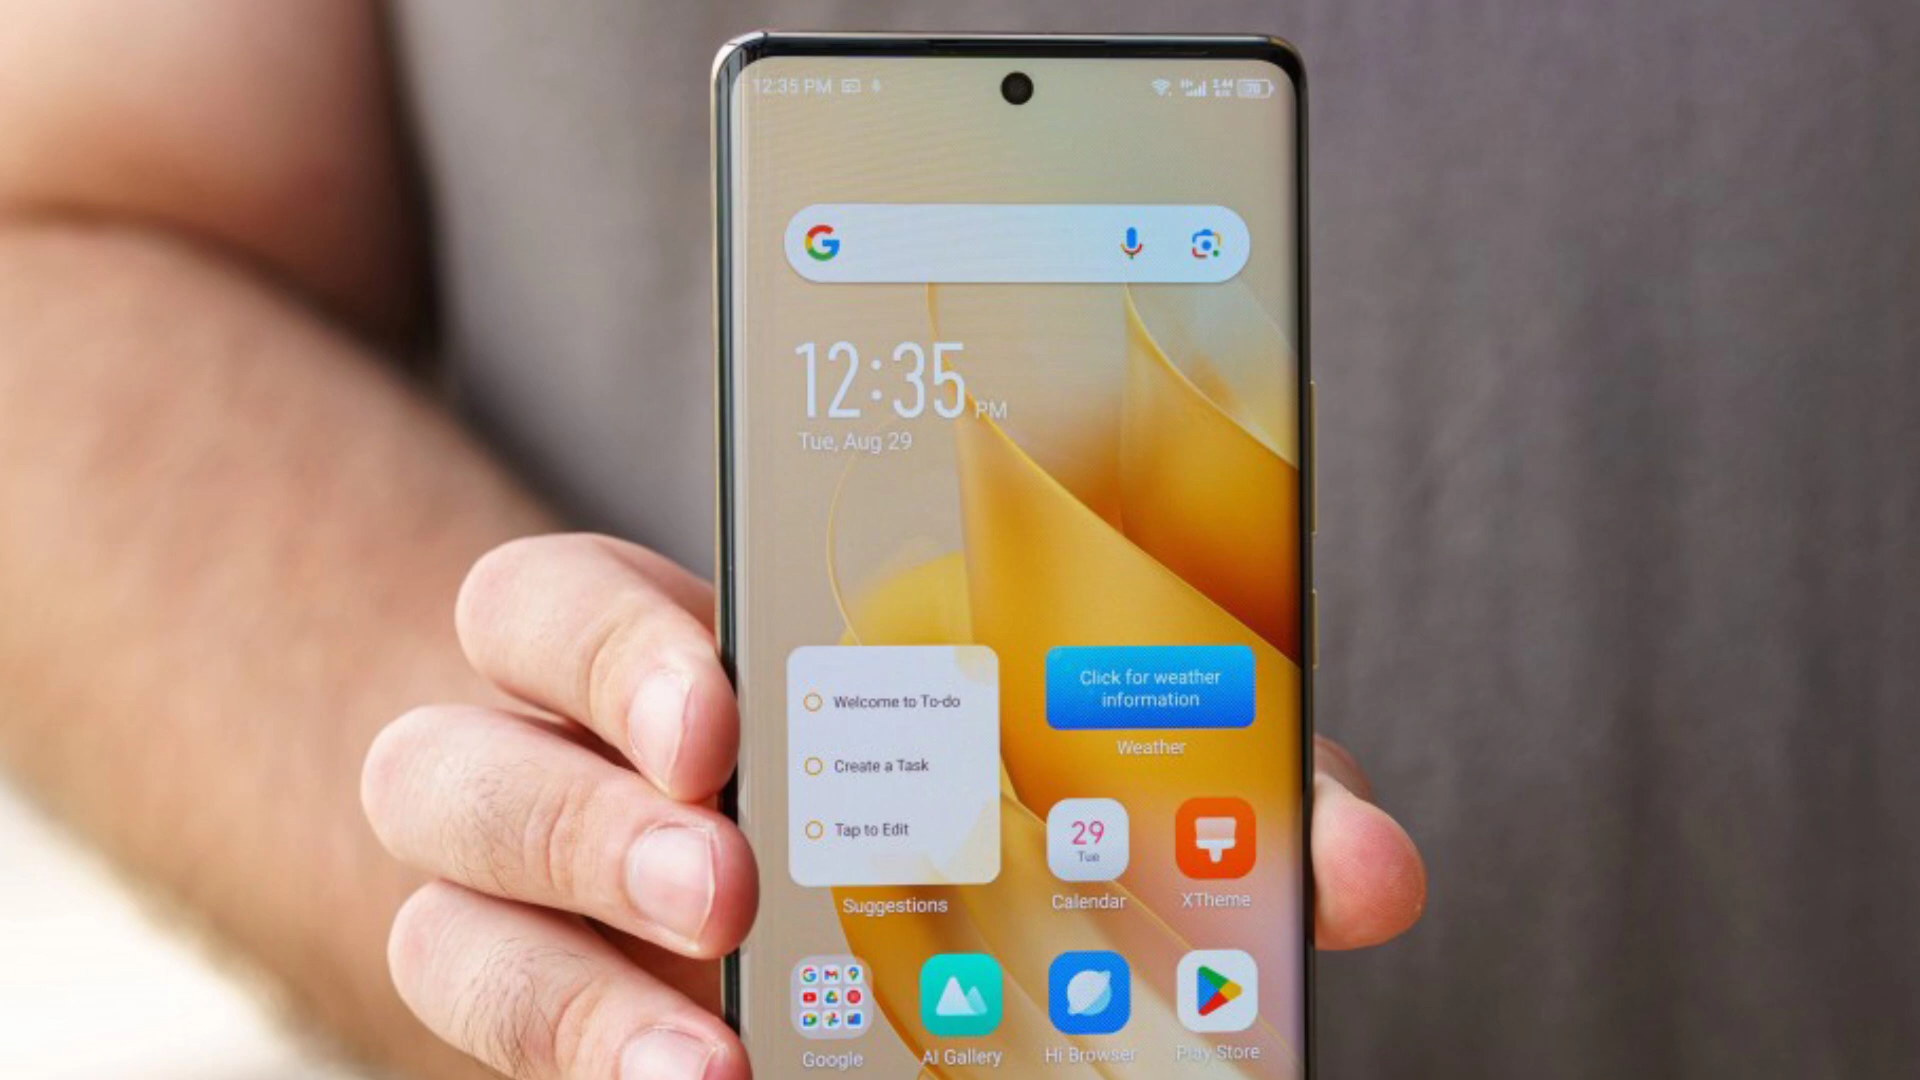 12:35 PM
70
12:35 PM
Tue, Aug 29
Welcome to To-do
Create a Task
Tap to Edit
Suggestions
Click for weather
information
Weather
29
Tue
Calendar
XTheme
Google
AI Gallery
Hi Browser
Play Store